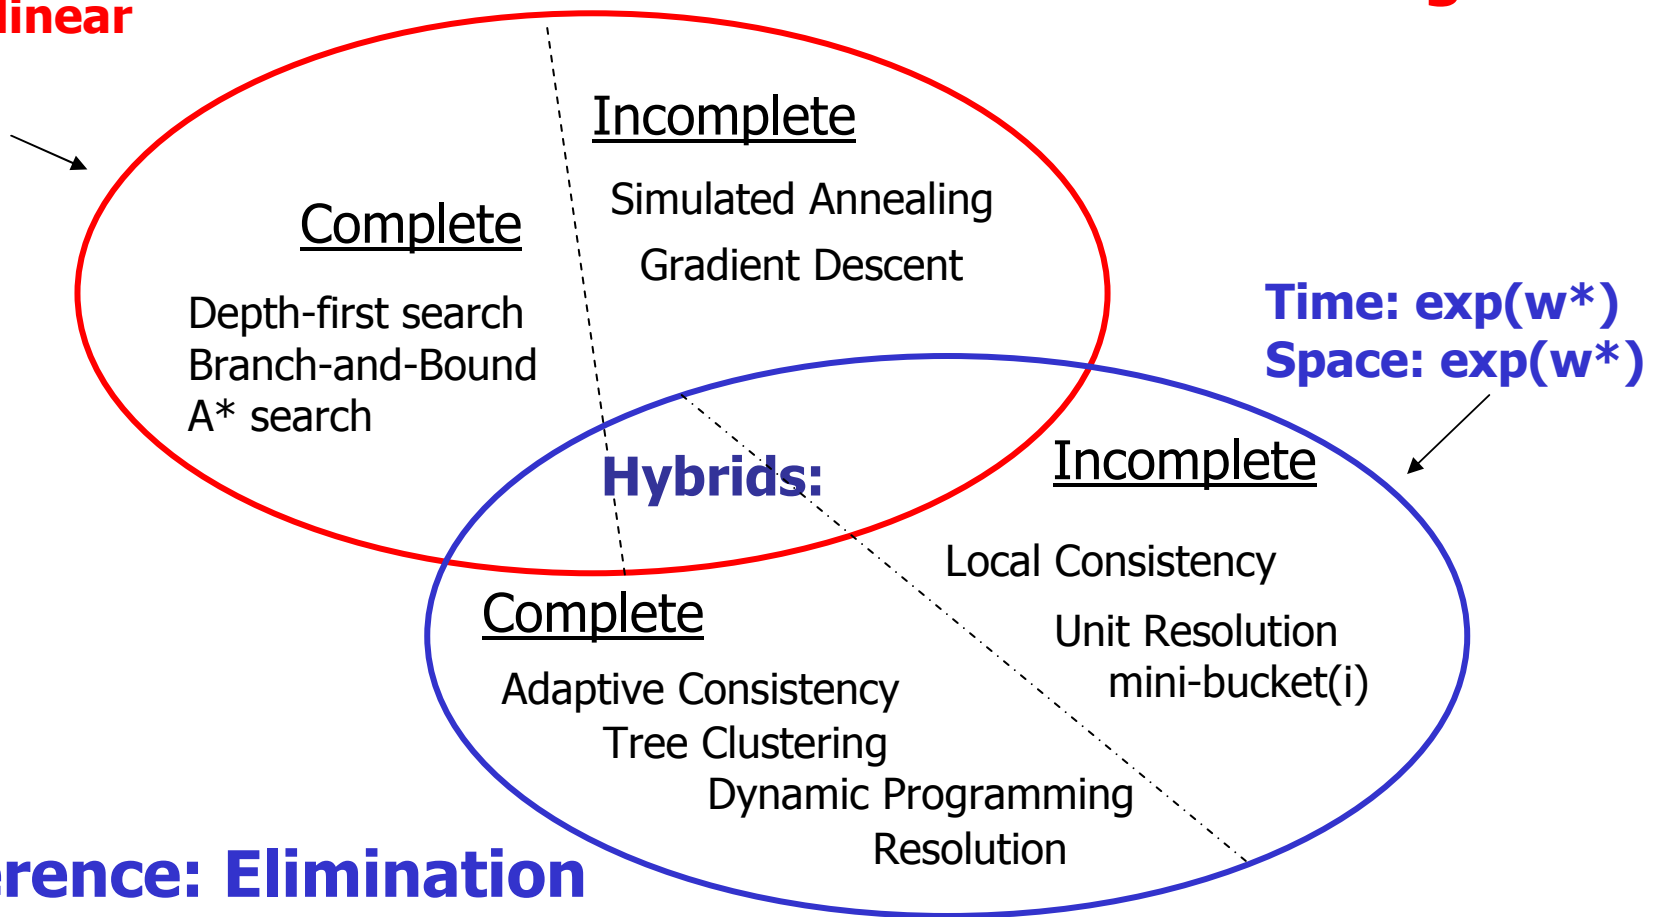 linear
Incomplete
Simulated Annealing
Complete
Gradient Descent
Depth-first search
Branch-and-Bound
A* search
Time: exp(w*)
Space: exp(w*)
Hybrids:
Incomplete
Local Consistency
Complete
Unit Resolution
mini-bucket(i)
Adaptive Consistency
Tree Clustering
Dynamic Programming
Resolution
erence: Elimination